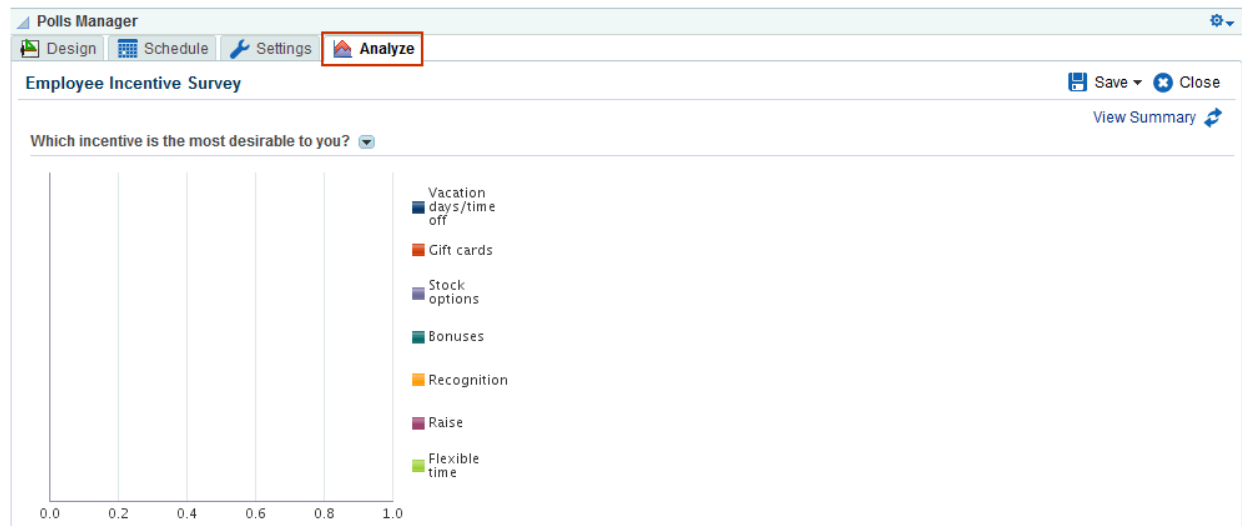 Polls Manager
Design Schedule Settings Analyze
Employee Incentive Survey Save Close
View Summary
Which incentive is the most desirable to you?
Vacation
days/time
off
Gift cards
Stock
options
Bonuses
Recognition
Raise
Flexible
time
0.0 0.2 0.4 0.6 0.8 1.0